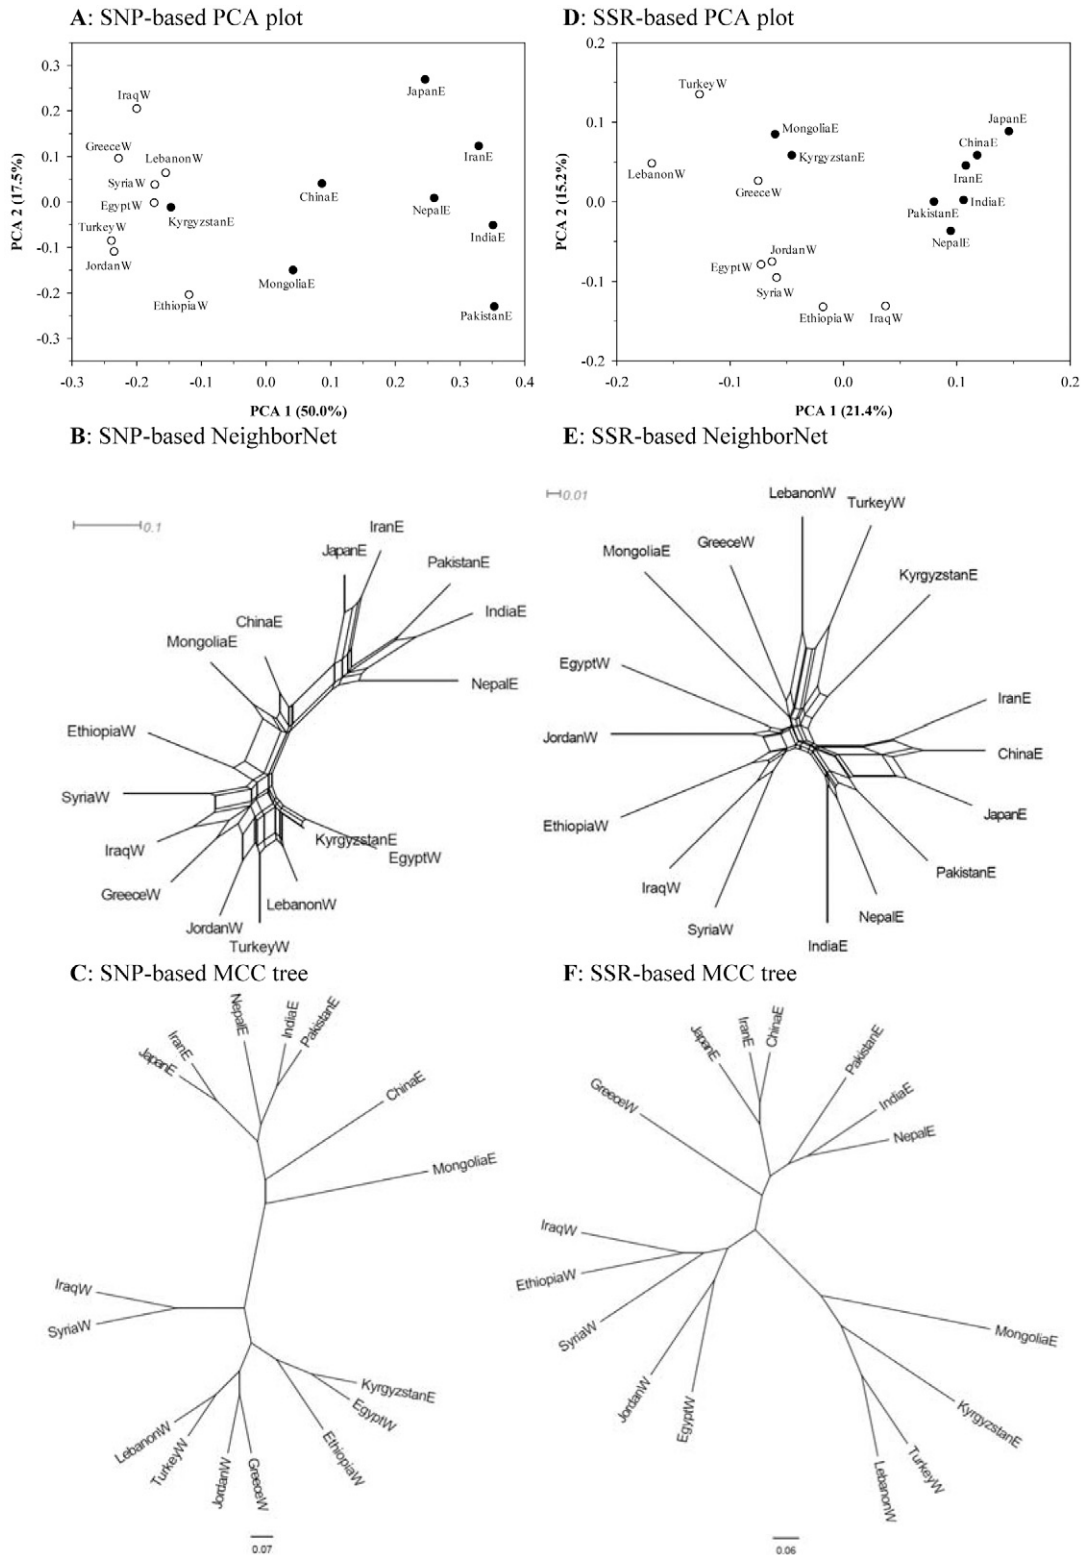 A: SNP-based PCA plot
0.3
0.2
0.1
0.0
-0.1
-0.2
-0.3
PCA 2 (17.5%)
JapanE
IraqW
GreeceW
LebanonW
IranE
SyriaW
ChinaE
EgyptW
NepalE
KyrgyzstanE
TurkeyW
IndiaE
JordanW
MongoliaE
EthiopiaW
PakistanE
-0.3 -0.2 -0.1 0.0 0.1 0.2 0.3 0.4
PCA 1 (50.0%)
D: SSR-based PCA plot
0.2
0.1
0.0
-0.1
-0.2
PCA 2 (15.2%)
TurkeyW
JapanE
MongoliaE
ChinaE
KyrgyzstanE
LebanonW
IranE
GreeceW
IndiaE
PakistanE
NepalE
JordanW
EgyptW
SyriaW
EthiopiaW
IraqW
-0.2 -0.1 0.0 0.1 0.2
PCA 1 (21.4%)
B: SNP-based NeighborNet
0.1
IranE
JapanE
PakistanE
IndiaE
ChinaE
MongoliaE
NepalE
EthiopiaW
SyriaW
KyrgyzstanE
IraqW
EgyptW
GreeceW
LebanonW
JordanW
TurkeyW
E: SSR-based NeighborNet
0.01
LebanonW
TurkeyW
GreeceW
MongoliaE
KyrgyzstanE
EgyptW
IranE
JordanW
ChinaE
JapanE
EthiopiaW
PakistanE
IraqW
NepalE
SyriaW
IndiaE
C: SNP-based MCC tree
NepalE
IndiaE
PakistanE
IranE
JapanE
ChinaE
MongoliaE
IraqW
SyriaW
KyrgyzstanE
EgyptW
LebanonW
TurkeyW
EthiopiaW
JordanW
GreeceW
0.07
F: SSR-based MCC tree
JapanE
IranE
ChinaE
PakistanE
GreeceW
IndiaE
NepalE
IraqW
EthiopiaW
SyriaW
MongoliaE
JordanW
EgyptW
KyrgyzstanE
TurkeyW
LebanonW
0.06